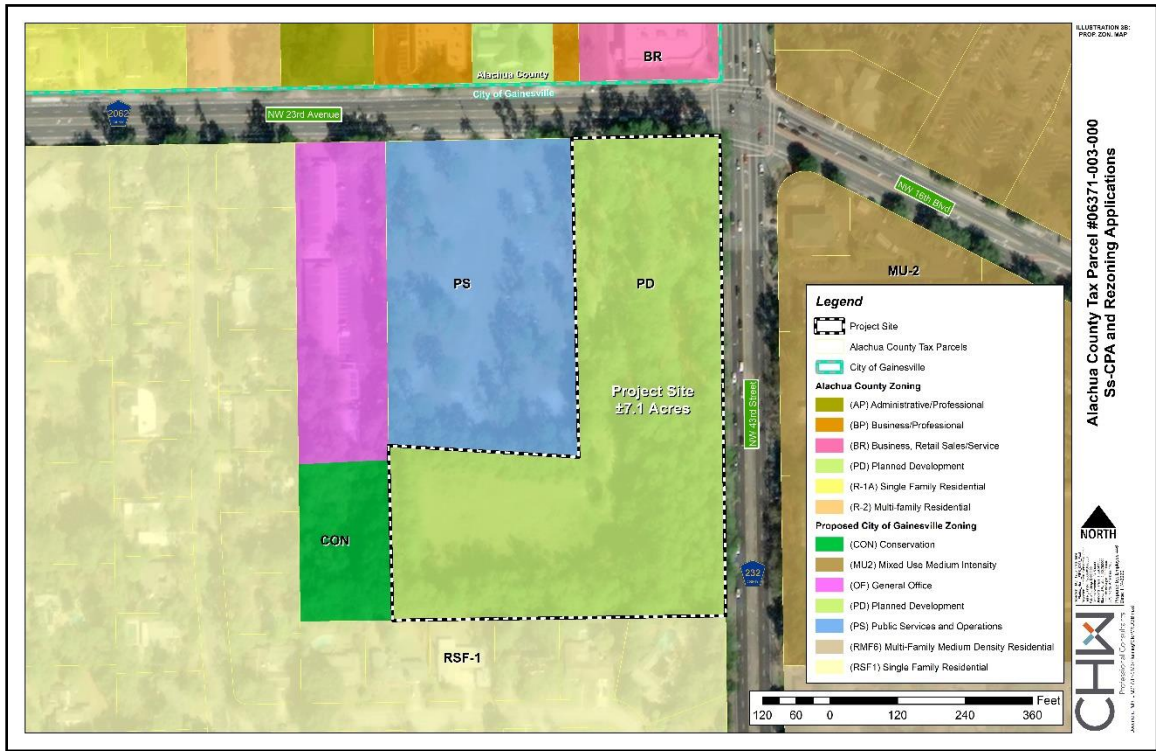 ILLUSTRATION 3B:
PROP. ZON. MAP
BR
Alachua County
City of Gainesville
2062
NW 23rd Avenue
NW 16th Blvd
PS
PD
MU-2
Project Site
±7.1 Acres
NW 43rd Street
CON
232
RSF-1
Legend
Project Site
Alachua County Tax Parcels
City of Gainesville
Alachua County Zoning
(AP) Administrative/Professional
(BP) Business/Professional
(BR) Business, Retail Sales/Service
(PD) Planned Development
(R-1A) Single Family Residential
(R-2) Multi-family Residential
Proposed City of Gainesville Zoning
(CON) Conservation
(MU2) Mixed Use Medium Intensity
(OF) General Office
(PD) Planned Development
(PS) Public Services and Operations
(RMF6) Multi-Family Medium Density Residential
(RSF1) Single Family Residential
Feet
120 60 0 120 240 360
Alachua County Tax Parcel #06371-003-000
Ss-CPA and Rezoning Applications
NORTH
CHW
Professional Consultants